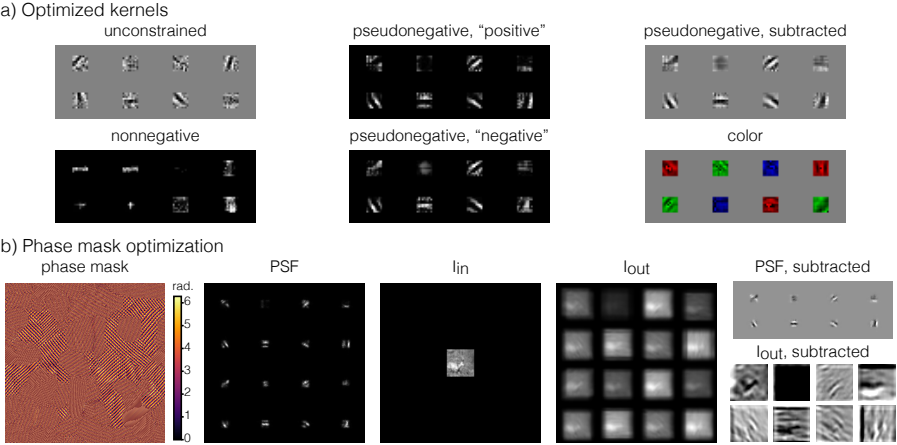 a) Optimized kernels
unconstrained
pseudonegative, “positive”
pseudonegative, subtracted
nonnegative
pseudonegative, “negative”
color
b) Phase mask optimization
phase mask
rad.
PSF
Iin
Iout
PSF, subtracted
6
5
4
3
2
1
0
Iout, subtracted